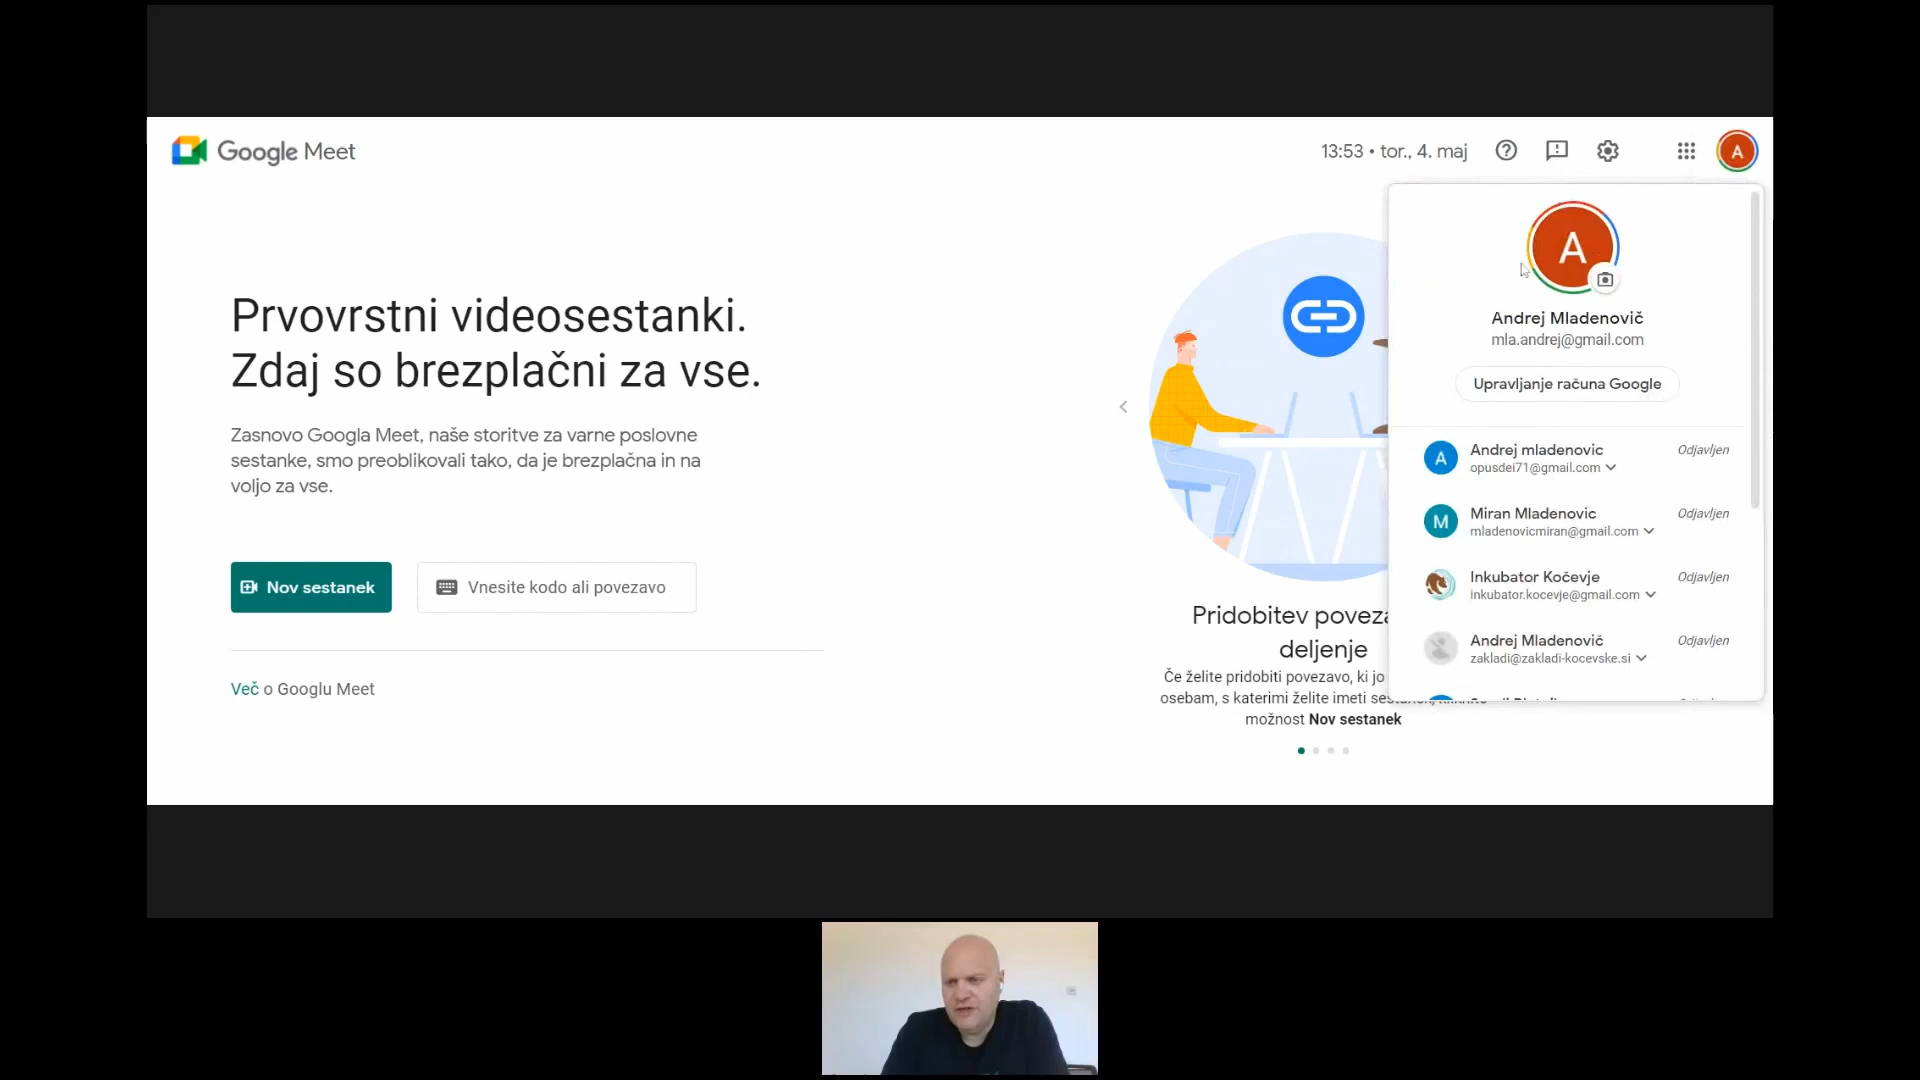 Google Meet
13:53 • tor., 4. maj
A
A
Andrej Mladenovič
mla.andrej@gmail.com
Upravljanje računa Google
Prvovrstni videosestanki.
Zdaj so brezplačni za vse.
Zasnovo Googla Meet, naše storitve za varne poslovne
sestanke, smo preoblikovali tako, da je brezplačna in na
voljo za vse.
Nov sestanek
Vnesite kodo ali povezavo
Več o Googlu Meet
A
Andrej mladenovic
Odjavljen
opusdei71@gmail.com
M
Miran Mladenovic
Odjavljen
mladenovicmiran@gmail.com
Inkubator Kočevje
Odjavljen
inkubator.kocevje@gmail.com
Andrej Mladenovič
Odjavljen
zakladi@zakladi-kocevske.si
Pridobitev
deljenje
Če želite pridobiti povezavo, ki jo
osebam, s katerimi želite imeti
možnost Nov sestanek